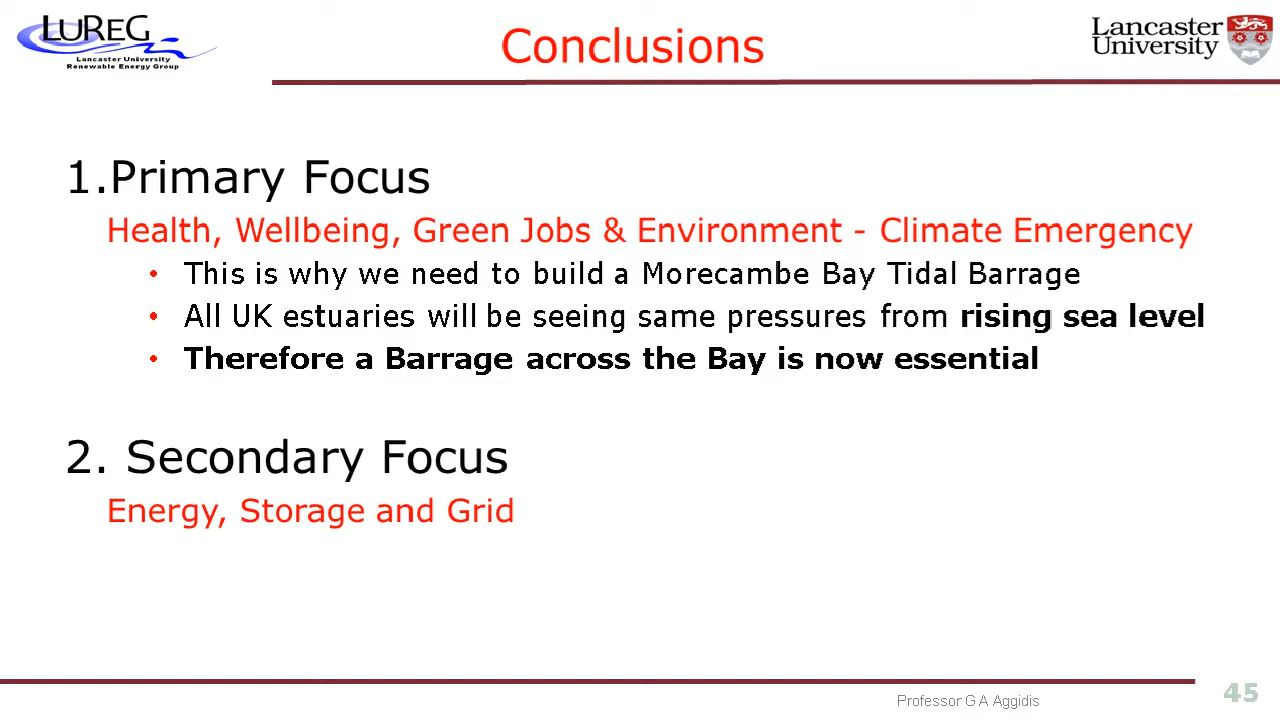 LUREG
Lancaster University
Renewable Energy Group
Conclusions
Lancaster
University
1.Primary Focus
Health, Wellbeing, Green Jobs & Environment - Climate Emergency
• This is why we need to build a Morecambe Bay Tidal Barrage
• All UK estuaries will be seeing same pressures from rising sea level
• Therefore a Barrage across the Bay is now essential
2. Secondary Focus
Energy, Storage and Grid
Professor G A Aggidis
45